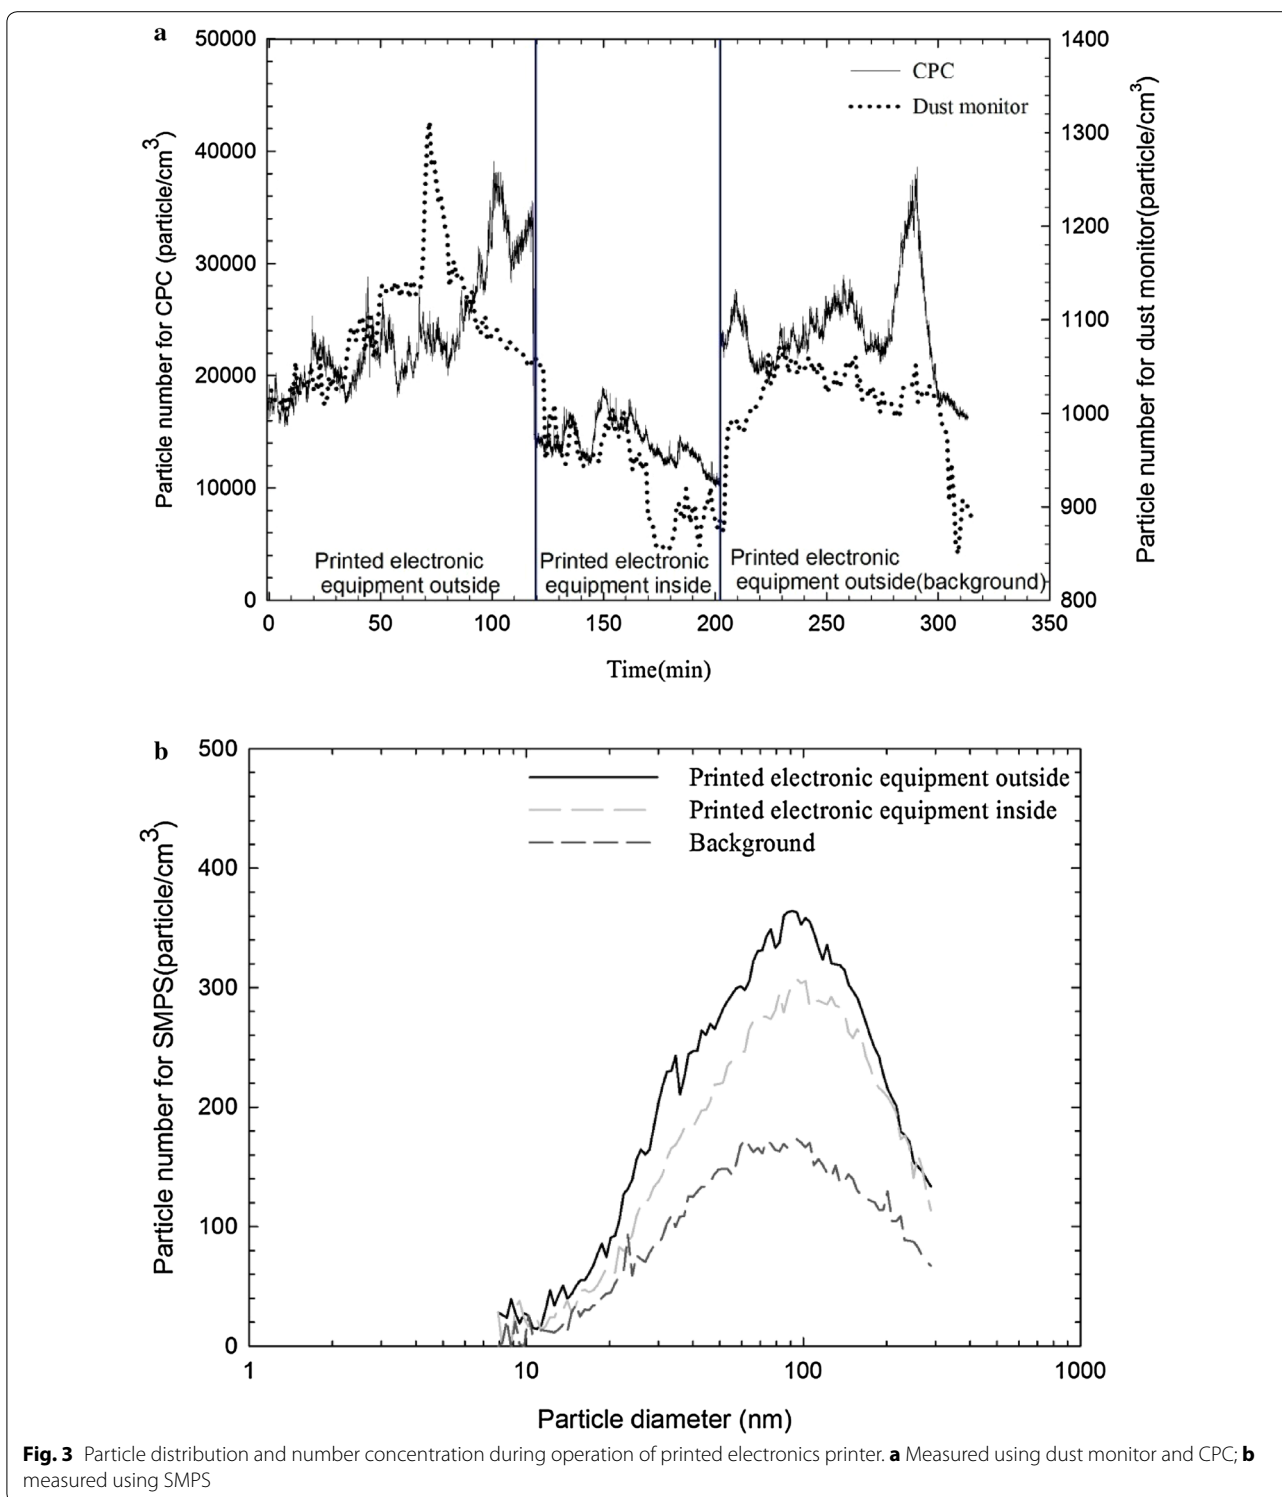 a
50000
40000
30000
20000
10000
0
Particle number for CPC (particle/cm3)
1400
1300
1200
1100
1000
900
800
Particle number for dust monitor(particle/cm3)
CPC
Dust monitor
Printed electronic
equipment outside
Printed electronic
equipment inside
Printed electronic
equipment outside(background)
0 50 100 150 200 250 300 350
Time(min)
b
500
400
300
200
100
0
Particle number for SMPS(particle/cm3)
Printed electronic equipment outside
Printed electronic equipment inside
Background
1 10 100 1000
Particle diameter (nm)
Fig. 3 Particle distribution and number concentration during operation of printed electronics printer. a Measured using dust monitor and CPC; b
measured using SMPS